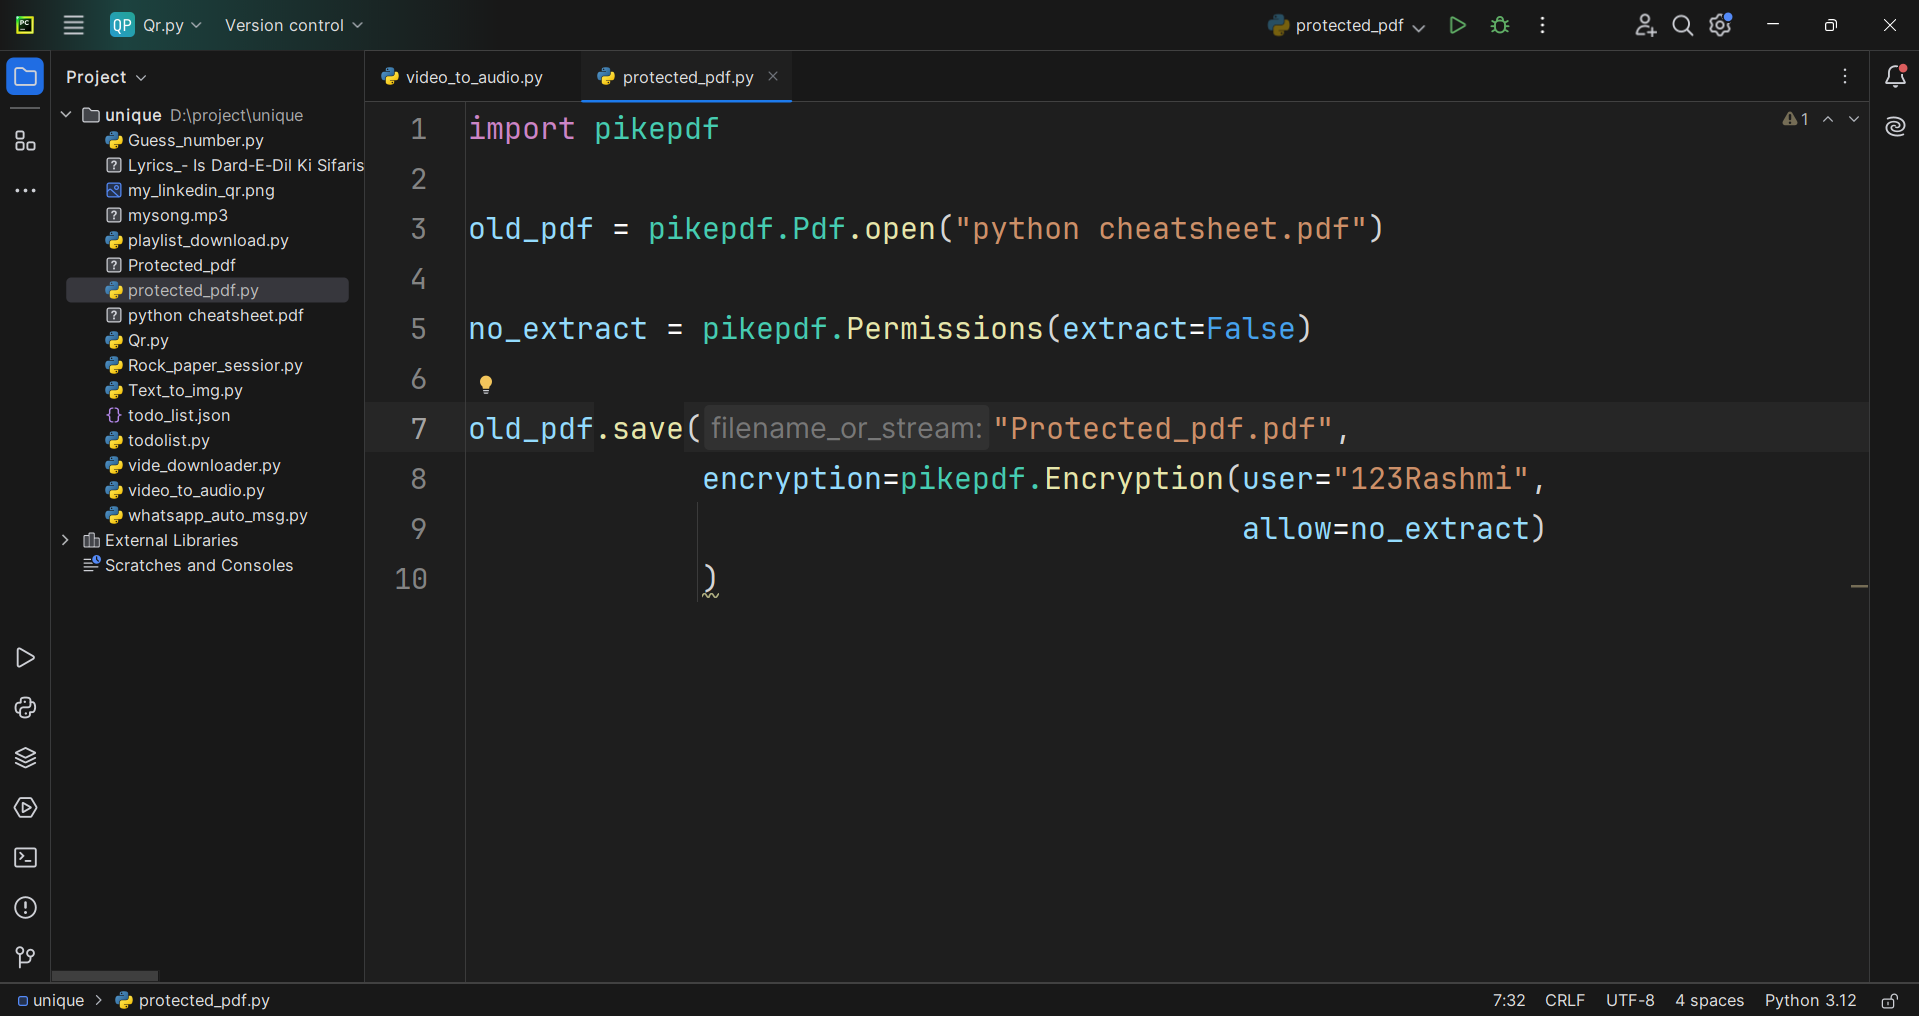 PC
QP Qr.py Version control protected_pdf
Project
video_to_audio.py protected_pdf.py
unique D:\project\unique
Guess_number.py
Lyrics_- Is Dard-E-Dil Ki Sifaris
my_linkedin_qr.png
mysong.mp3
playlist_download.py
Protected_pdf
protected_pdf.py
python cheatsheet.pdf
Qr.py
Rock_paper_sessior.py
Text_to_img.py
todo_list.json
todolist.py
vide_downloader.py
video_to_audio.py
whatsapp_auto_msg.py
External Libraries
Scratches and Consoles
1 import pikepdf
1
2
3 old_pdf = pikepdf.Pdf.open("python cheatsheet.pdf")
4
5 no_extract = pikepdf.Permissions(extract=False)
6
7 old_pdf.save( filename_or_stream: "Protected_pdf.pdf",
8 encryption=pikepdf.Encryption(user="123Rashmi",
9 allow=no_extract)
10 )
unique > protected_pdf.py
7:32 CRLF UTF-8 4 spaces Python 3.12